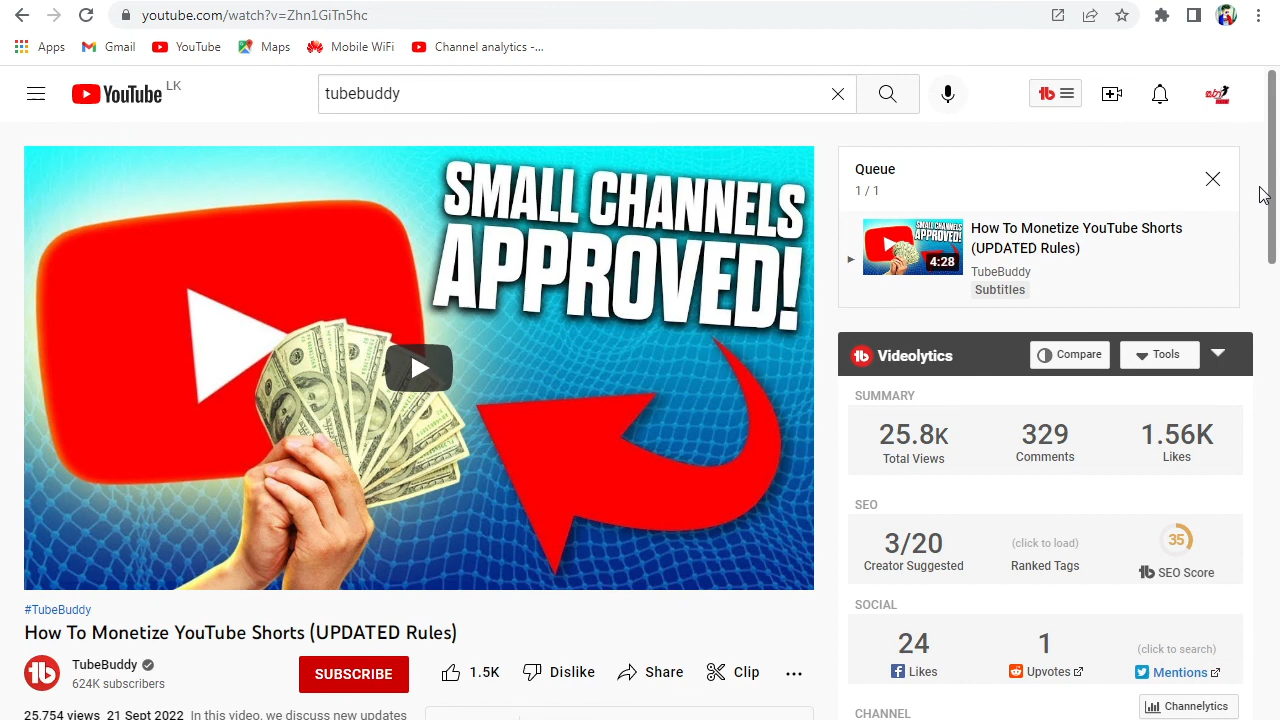 youtube.com/watch?v=Zhn1GiTn5hc
Apps
Gmail
YouTube
Maps
Mobile WiFi
Channel analytics -...
YouTube LK
tubebuddy
SMALL CHANNELS
APPROVED!
Queue
1 / 1
SMALL CHANNELS
APPROVED!
4:28
How To Monetize YouTube Shorts
(UPDATED Rules)
TubeBuddy
Subtitles
Videolytics
Compare
Tools
SUMMARY
25.8K
329
1.56K
Total Views
Comments
Likes
SEO
3/20
(click to load)
35
Creator Suggested
Ranked Tags
SEO Score
SOCIAL
24
1
(click to search)
Likes
Upvotes
Mentions
CHANNEL
Channelytics
#TubeBuddy
How To Monetize YouTube Shorts (UPDATED Rules)
TubeBuddy
624K subscribers
SUBSCRIBE
1.5K
Dislike
Share
Clip
25,754 views 21 Sept 2022 In this video, we discuss new updates